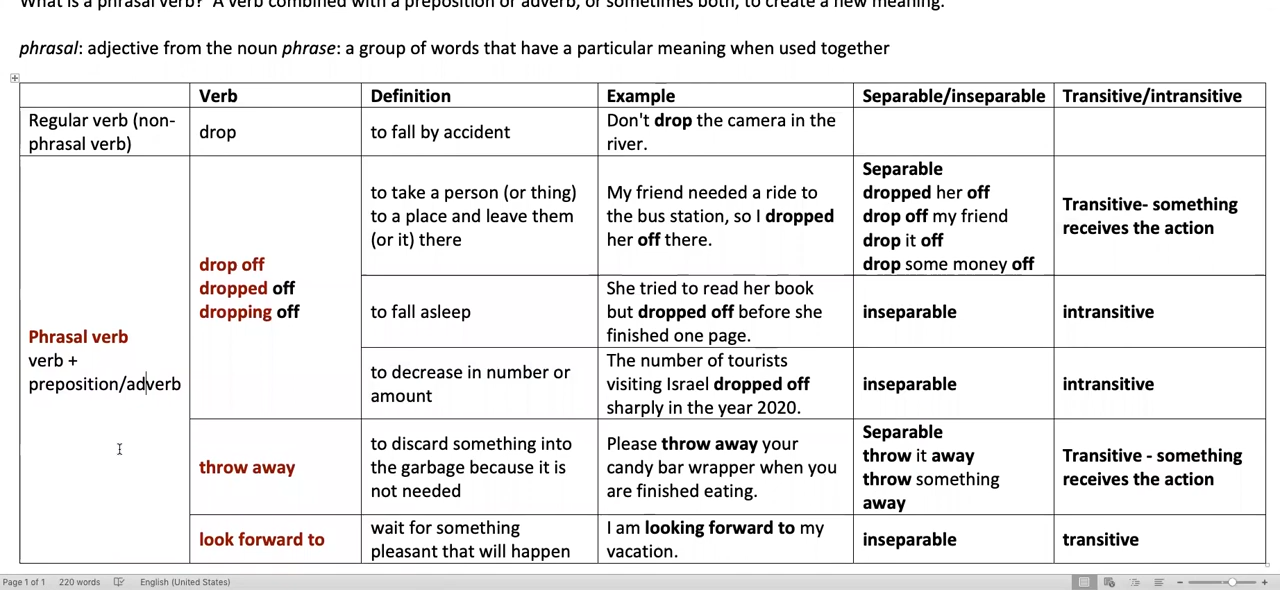 What is a phrasal verb? A verb combined with a preposition or adverb, or sometimes both, to create a new meaning.
phrasal: adjective from the noun phrase: a group of words that have a particular meaning when used together
Verb
Definition
Example
Separable/inseparable
Transitive/intransitive
Regular verb (non-
phrasal verb)
drop
to fall by accident
Don't drop the camera in the
river.
Phrasal verb
verb +
preposition/adverb
drop off
dropped off
dropping off
to take a person (or thing)
to a place and leave them
(or it) there
My friend needed a ride to
the bus station, so I dropped
her off there.
Separable
dropped her off
drop off my friend
drop it off
drop some money off
Transitive- something
receives the action
to fall asleep
She tried to read her book
but dropped off before she
finished one page.
inseparable
intransitive
to decrease in number or
amount
The number of tourists
visiting Israel dropped off
sharply in the year 2020.
inseparable
intransitive
throw away
to discard something into
the garbage because it is
not needed
Please throw away your
candy bar wrapper when you
are finished eating.
Separable
throw it away
throw something
away
Transitive - something
receives the action
look forward to
wait for something
pleasant that will happen
I am looking forward to my
vacation.
inseparable
transitive
Page 1 of 1
220 words
English (United States)